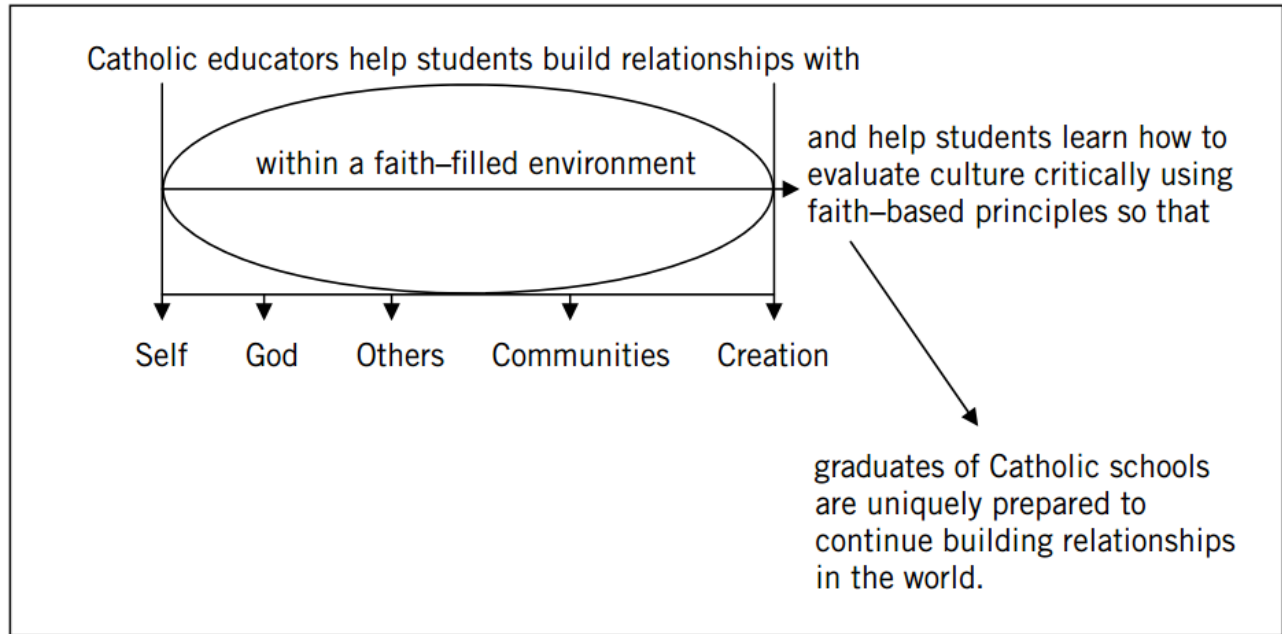 Catholic educators help students build relationships with
within a faith–filled environment
Self God Others Communities Creation
and help students learn how to
evaluate culture critically using
faith–based principles so that
graduates of Catholic schools
are uniquely prepared to
continue building relationships
in the world.